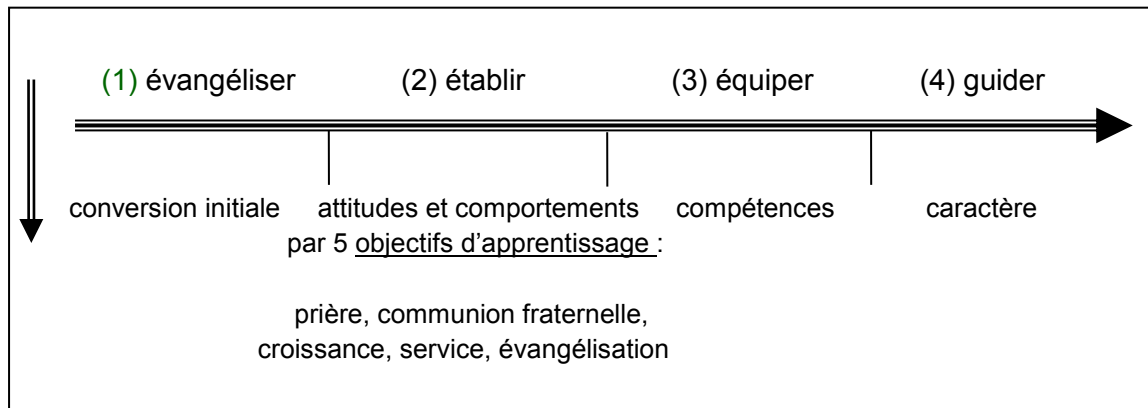 (1) évangéliser (2) établir (3) équiper (4) guider
conversion initiale attitudes et comportements compétences caractère
par 5 objectifs d’apprentissage :
prière, communion fraternelle,
croissance, service, évangélisation